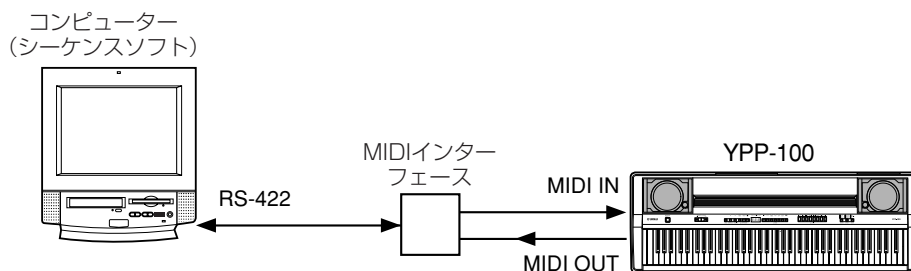 コンピューター
（シーケンスソフト）
RS-422
MIDIインター
フェース
MIDI IN
MIDI OUT
YPP-100